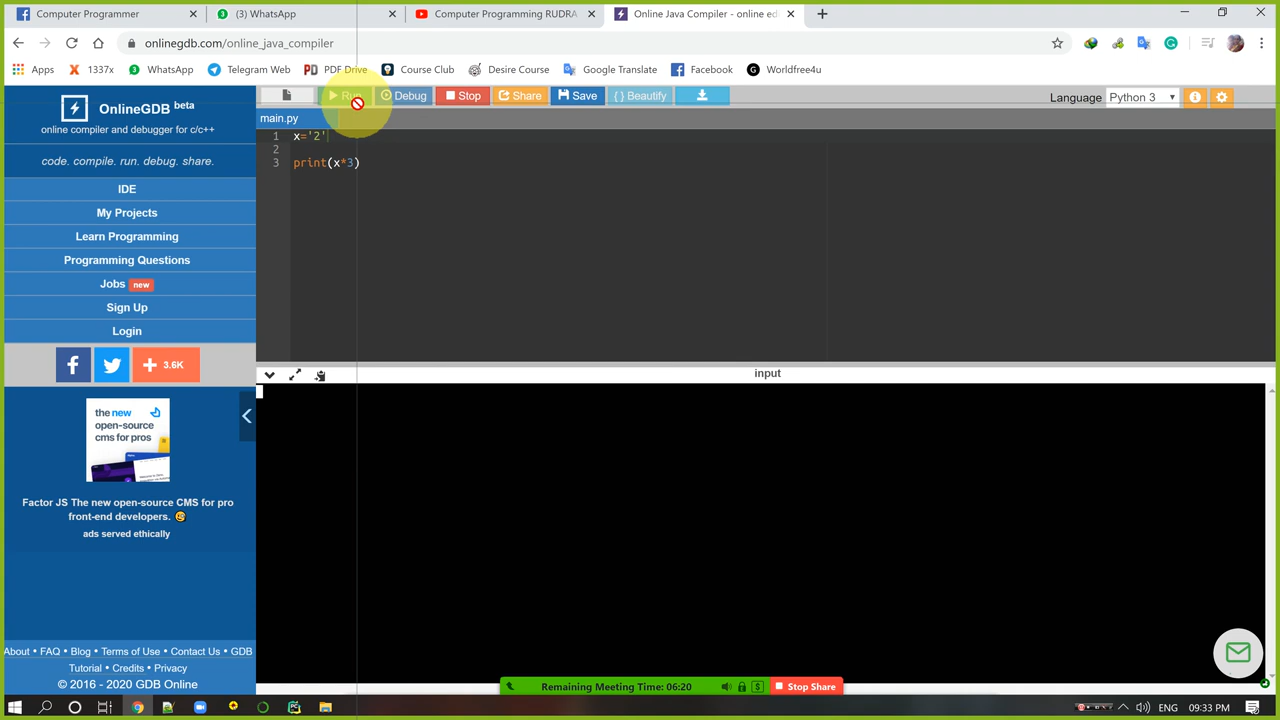 Computer Programmer
(3) WhatsApp
Computer Programming RUDRA
Online Java Compiler - online ed
onlinegdb.com/online_java_compiler
Apps
1337x
WhatsApp
Telegram Web
PDF Drive
Course Club
Desire Course
Google Translate
Facebook
Worldfree4u
OnlineGDB beta
online compiler and debugger for c/c++
code. compile. run. debug. share.
IDE
My Projects
Learn Programming
Programming Questions
Jobs new
Sign Up
Login
3.6K
the new
open-source
cms for pros
Factor JS The new open-source CMS for pro
front-end developers.
ads served ethically
About • FAQ • Blog • Terms of Use • Contact Us • GDB
Tutorial • Credits • Privacy
© 2016 - 2020 GDB Online
Run
Debug
Stop
Share
Save
{ } Beautify
Language Python 3
main.py
1 x='2'
2
3 print(x*3)
input
Remaining Meeting Time: 06:20
Stop Share
ENG
09:33 PM